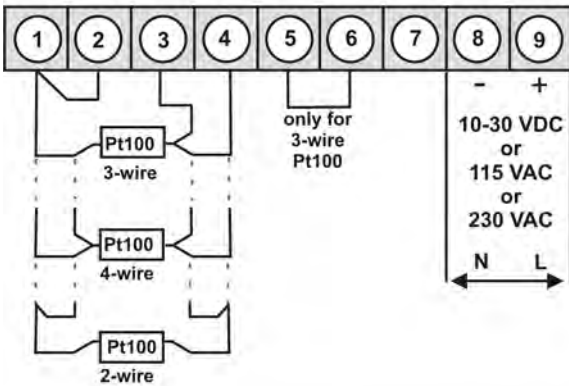 1 2 3 4 5 6 7 8 9
- +
only for
3-wire
Pt100
10-30 VDC
or
115 VAC
or
230 VAC
N L
Pt100
3-wire
Pt100
4-wire
Pt100
2-wire